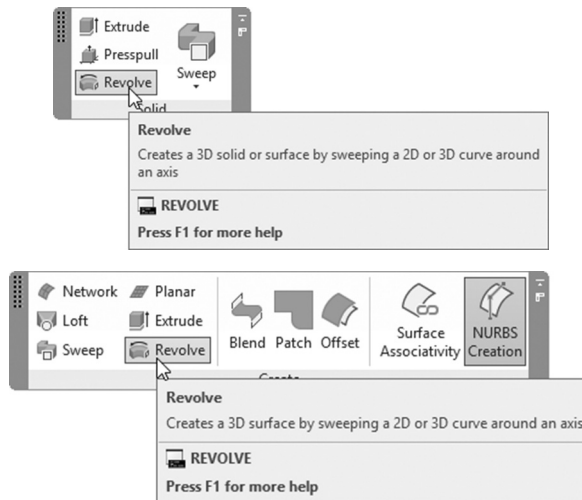 Extrude
Presspull
Revolve
Sweep
Solid
Revolve
Creates a 3D solid or surface by sweeping a 2D or 3D curve around
an axis
REVOLVE
Press F1 for more help
Network Planar
Loft Extrude
Sweep Revolve
Blend Patch Offset
Surface
Associativity
NURBS
Creation
Create
Revolve
Creates a 3D surface by sweeping a 2D or 3D curve around an axis
REVOLVE
Press F1 for more help